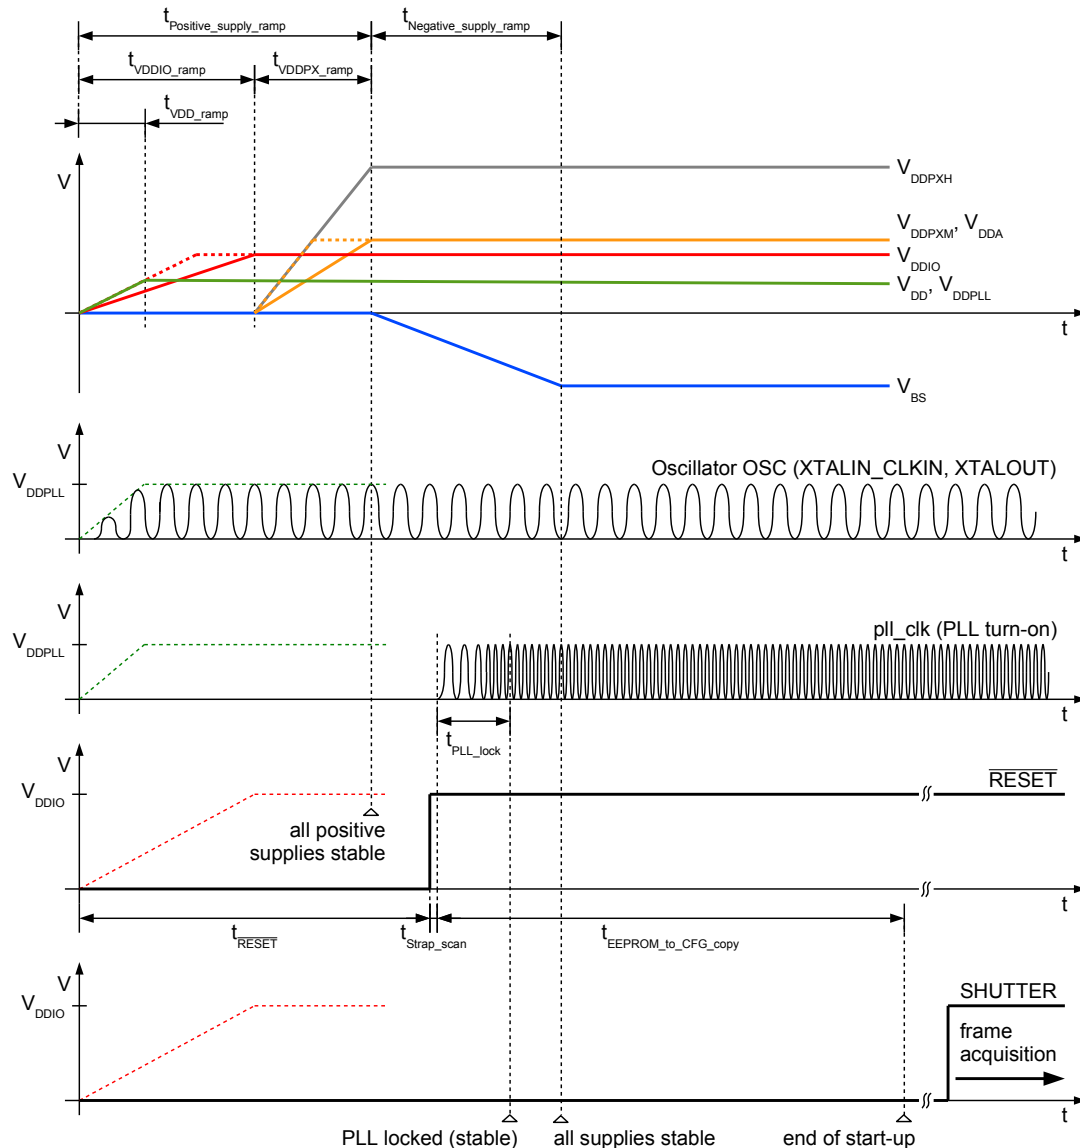 tPositive_supply_ramp tNegative_supply_ramp
tVDDIO_ramp tVDDPX_ramp
tVDD_ramp
V
VDDPXH
VDDPXM, VDDA
VDDIO
VDD, VDDPLL
t
VBS
V
Oscillator OSC (XTALIN_CLKIN, XTALOUT)
VDDPLL
t
V
pll_clk (PLL turn-on)
VDDPLL
t
tPLL_lock
V
RESET
VDDIO
all positive
supplies stable
t
tRESET tStrap_scan tEEPROM_to_CFG_copy
V
SHUTTER
VDDIO
frame
acquisition
t
PLL locked (stable) all supplies stable end of start-up